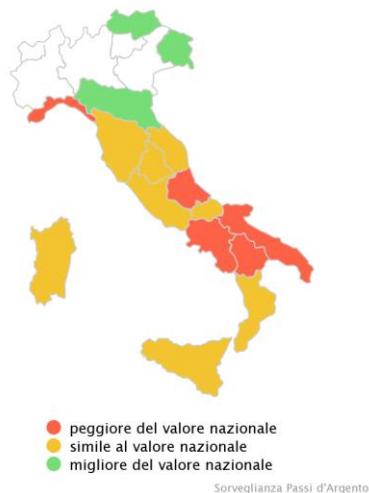 peggiore del valore nazionale
simile al valore nazionale
migliore del valore nazionale
Sorveglianza Passi d'Argento